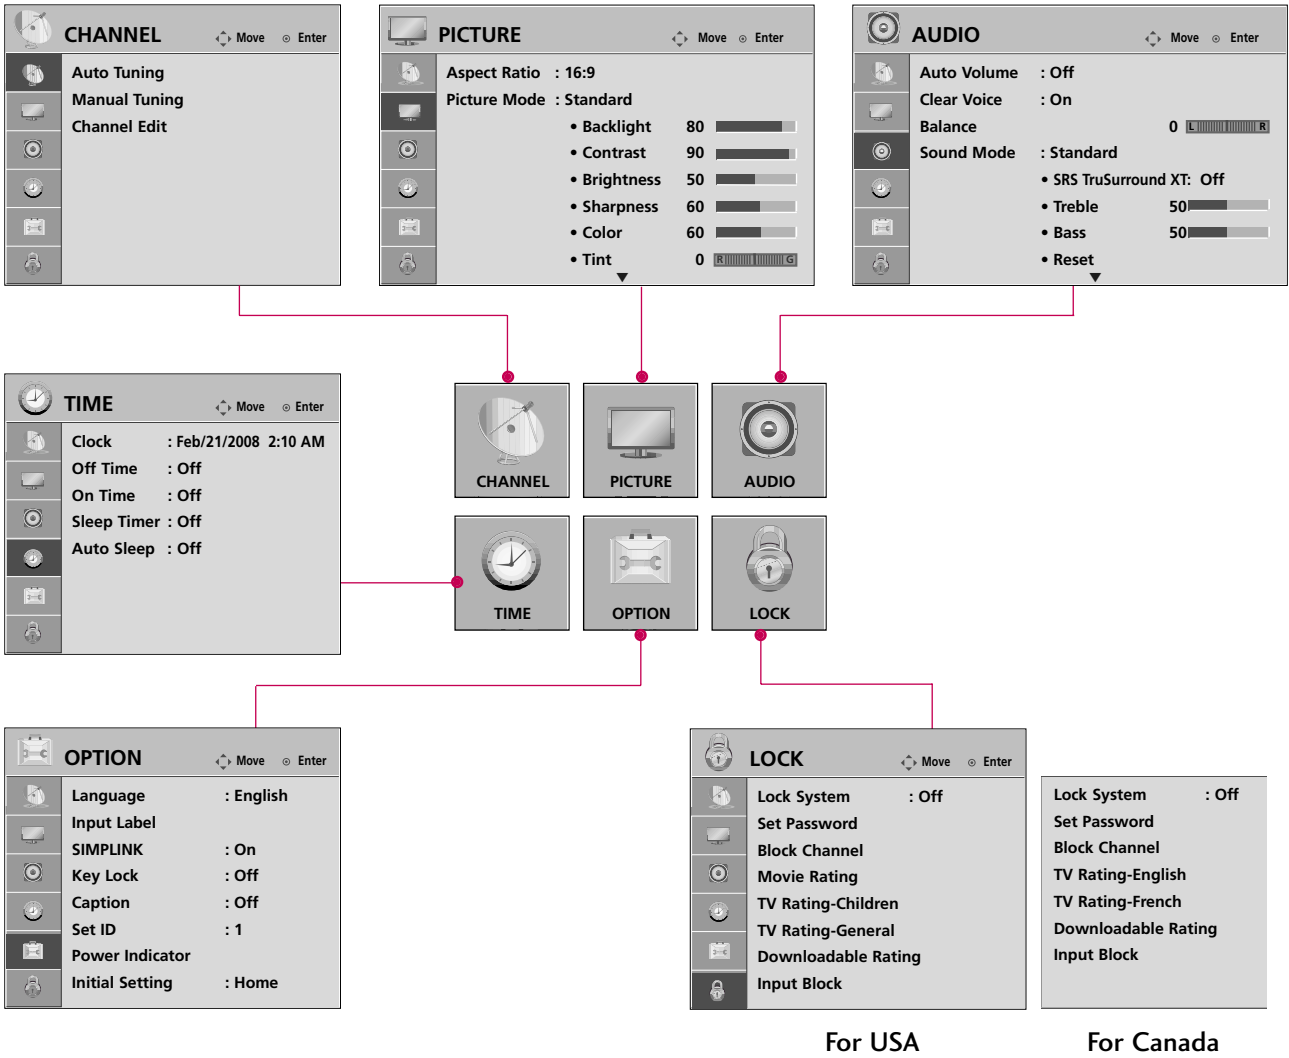 CHANNEL Move Enter
Auto Tuning
Manual Tuning
Channel Edit
PICTURE Move Enter
Aspect Ratio : 16:9
Picture Mode : Standard
• Backlight 80
• Contrast 90
• Brightness 50
• Sharpness 60
• Color 60
• Tint 0 R G
AUDIO Move Enter
Auto Volume : Off
Clear Voice : On
Balance 0 L R
Sound Mode : Standard
• SRS TruSurround XT: Off
• Treble 50
• Bass 50
• Reset
TIME Move Enter
Clock : Feb/21/2008 2:10 AM
Off Time : Off
On Time : Off
Sleep Timer : Off
Auto Sleep : Off
CHANNEL PICTURE AUDIO
TIME OPTION LOCK
OPTION Move Enter
Language : English
Input Label
SIMPLINK : On
Key Lock : Off
Caption : Off
Set ID : 1
Power Indicator
Initial Setting : Home
LOCK Move Enter
Lock System : Off
Set Password
Block Channel
Movie Rating
TV Rating-Children
TV Rating-General
Downloadable Rating
Input Block
For USA
Lock System : Off
Set Password
Block Channel
TV Rating-English
TV Rating-French
Downloadable Rating
Input Block
For Canada